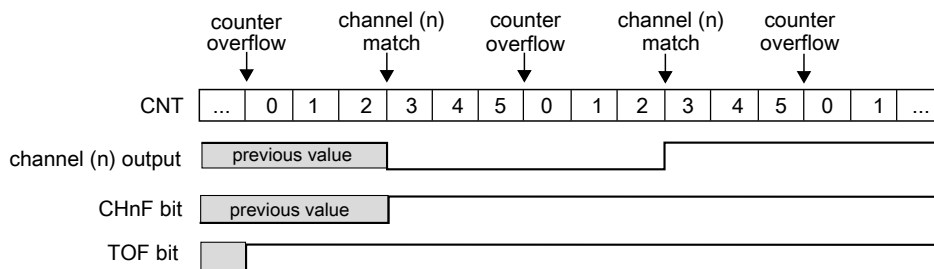 counter overflow
channel (n) match
counter overflow
channel (n) match
counter overflow
CNT ... 0 1 2 3 4 5 0 1 2 3 4 5 0 1 ...
channel (n) output previous value
CHnF bit previous value
TOF bit